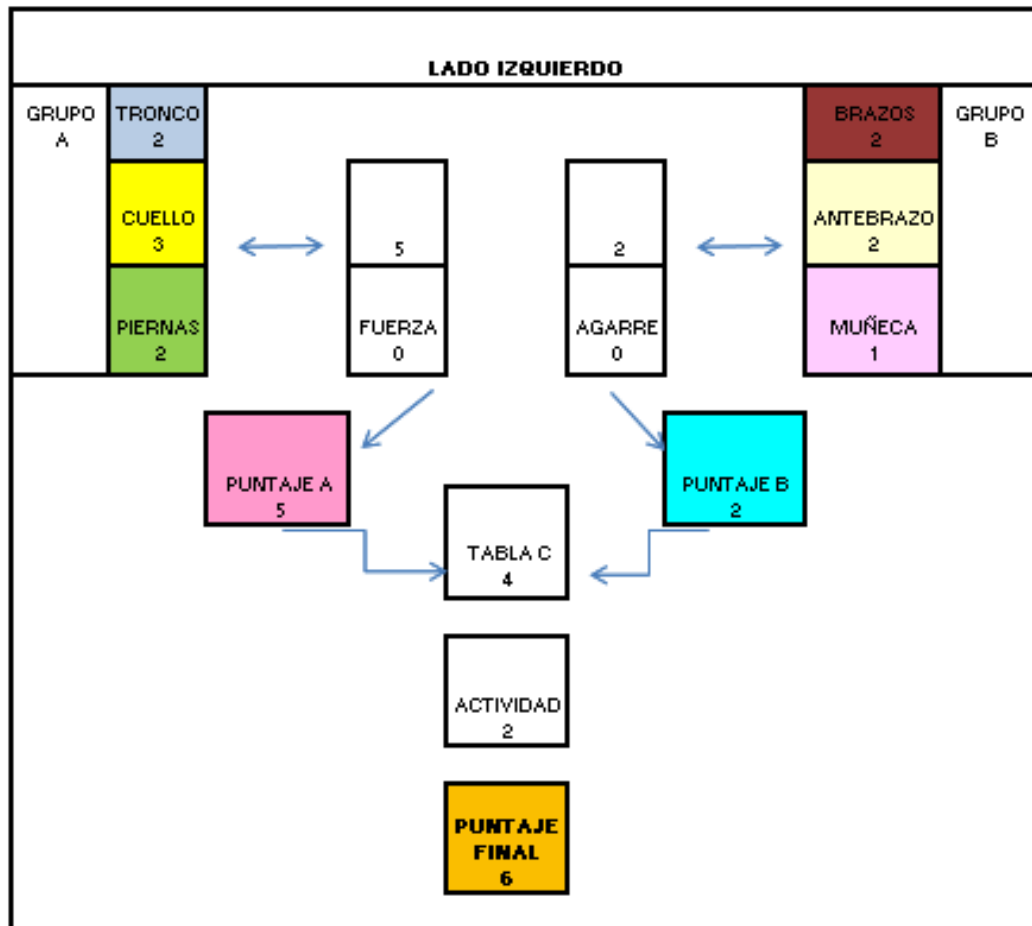 LADO IZQUIERDO
GRUPO
A
TRONCO
2
BRAZOS
2
GRUPO
B
CUELLO
3
5
2
ANTEBRAZO
2
PIERNAS
2
FUERZA
0
AGARRE
0
MUÑECA
1
PUNTAJE A
5
PUNTAJE B
2
TABLA C
4
ACTIVIDAD
2
PUNTAJE
FINAL
6